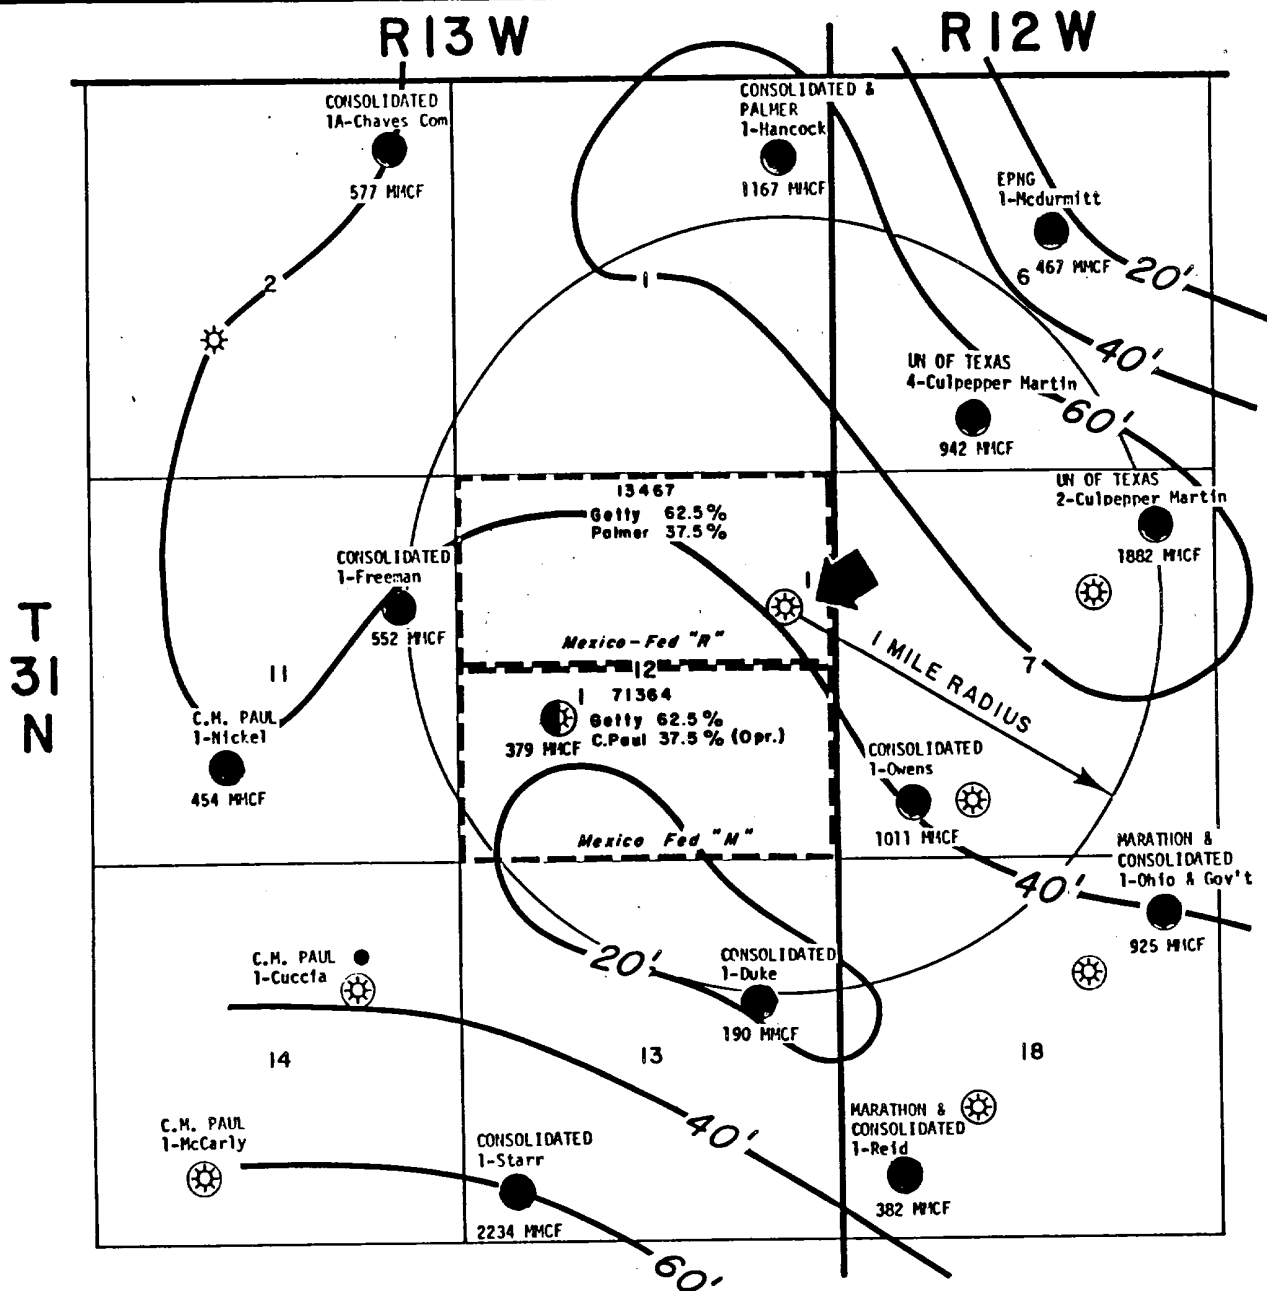 R 13 W
R 12 W
CONSOLIDATED
1A-Chaves Com
577 MMCF
CONSOLIDATED &
PALMER
1-Hancock
1167 MMCF
EPNG
1-Mcdurmitt
467 MMCF
20'
2
1
6
40'
UN OF TEXAS
4-Culpepper Martin
942 MMCF
60'
UN OF TEXAS
2-Culpepper Martin
1882 MMCF
13467
Getty 62.5%
Palmer 37.5%
CONSOLIDATED
1-Freeman
552 MMCF
1
T
31
N
Mexico-Fed "R"
1 MILE RADIUS
7
11
12
1 71364
Getty 62.5%
C.Paul 37.5% (Opr.)
379 MMCF
C.M. PAUL
1-Nickel
454 MMCF
CONSOLIDATED
1-Owens
1011 MMCF
Mexico Fed "M"
MARATHON &
CONSOLIDATED
1-Ohio & Gov't
925 MMCF
40'
C.M. PAUL
1-Cuccia
20'
CONSOLIDATED
1-Duke
190 MMCF
14
13
18
C.M. PAUL
1-McCarly
40'
MARATHON &
CONSOLIDATED
1-Reid
382 MMCF
CONSOLIDATED
1-Starr
2234 MMCF
60'